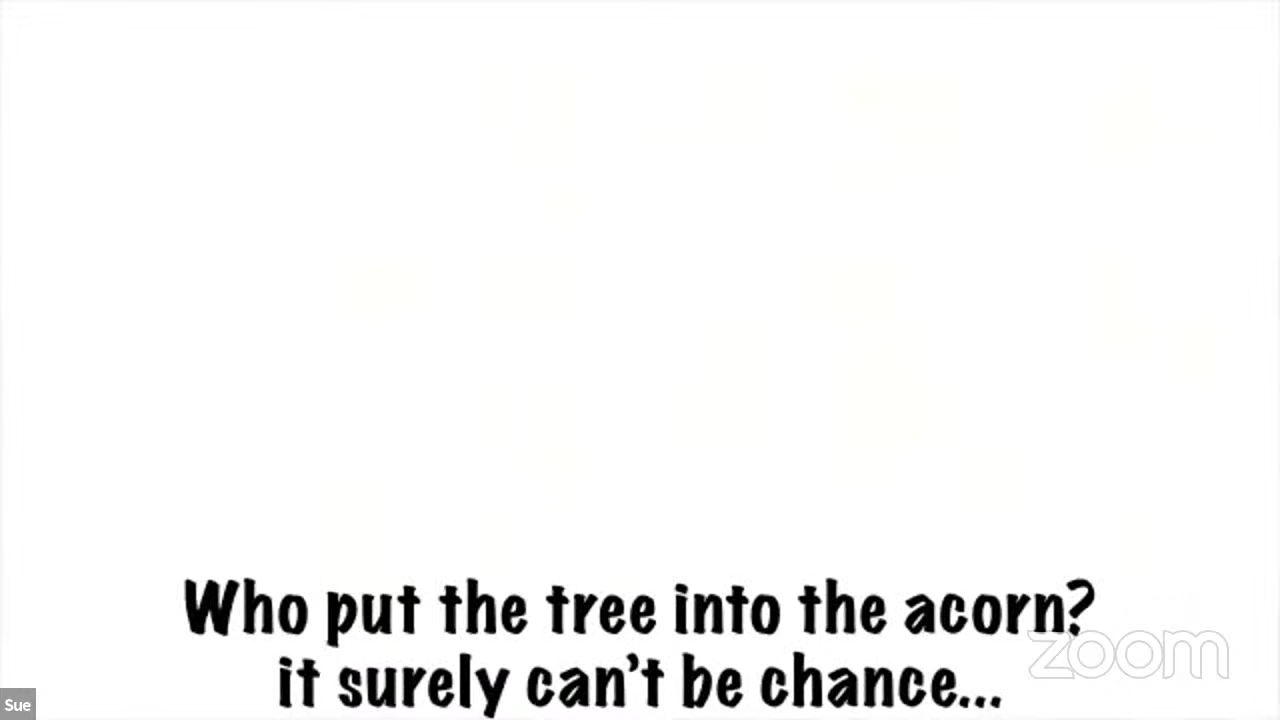 Who put the tree into the acorn?
it surely can't be chance...
zoom
Sue